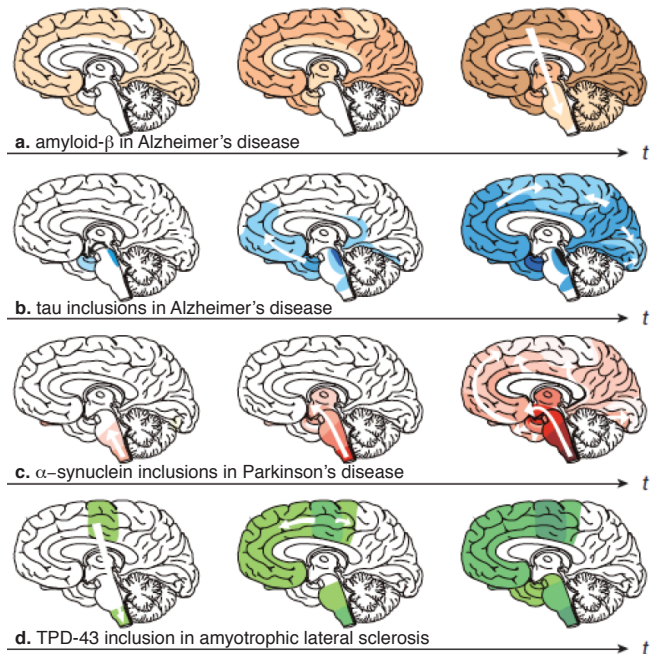 a. amyloid-β in Alzheimer's disease
t
b. tau inclusions in Alzheimer's disease
t
c. α–synuclein inclusions in Parkinson's disease
t
d. TPD-43 inclusion in amyotrophic lateral sclerosis
t